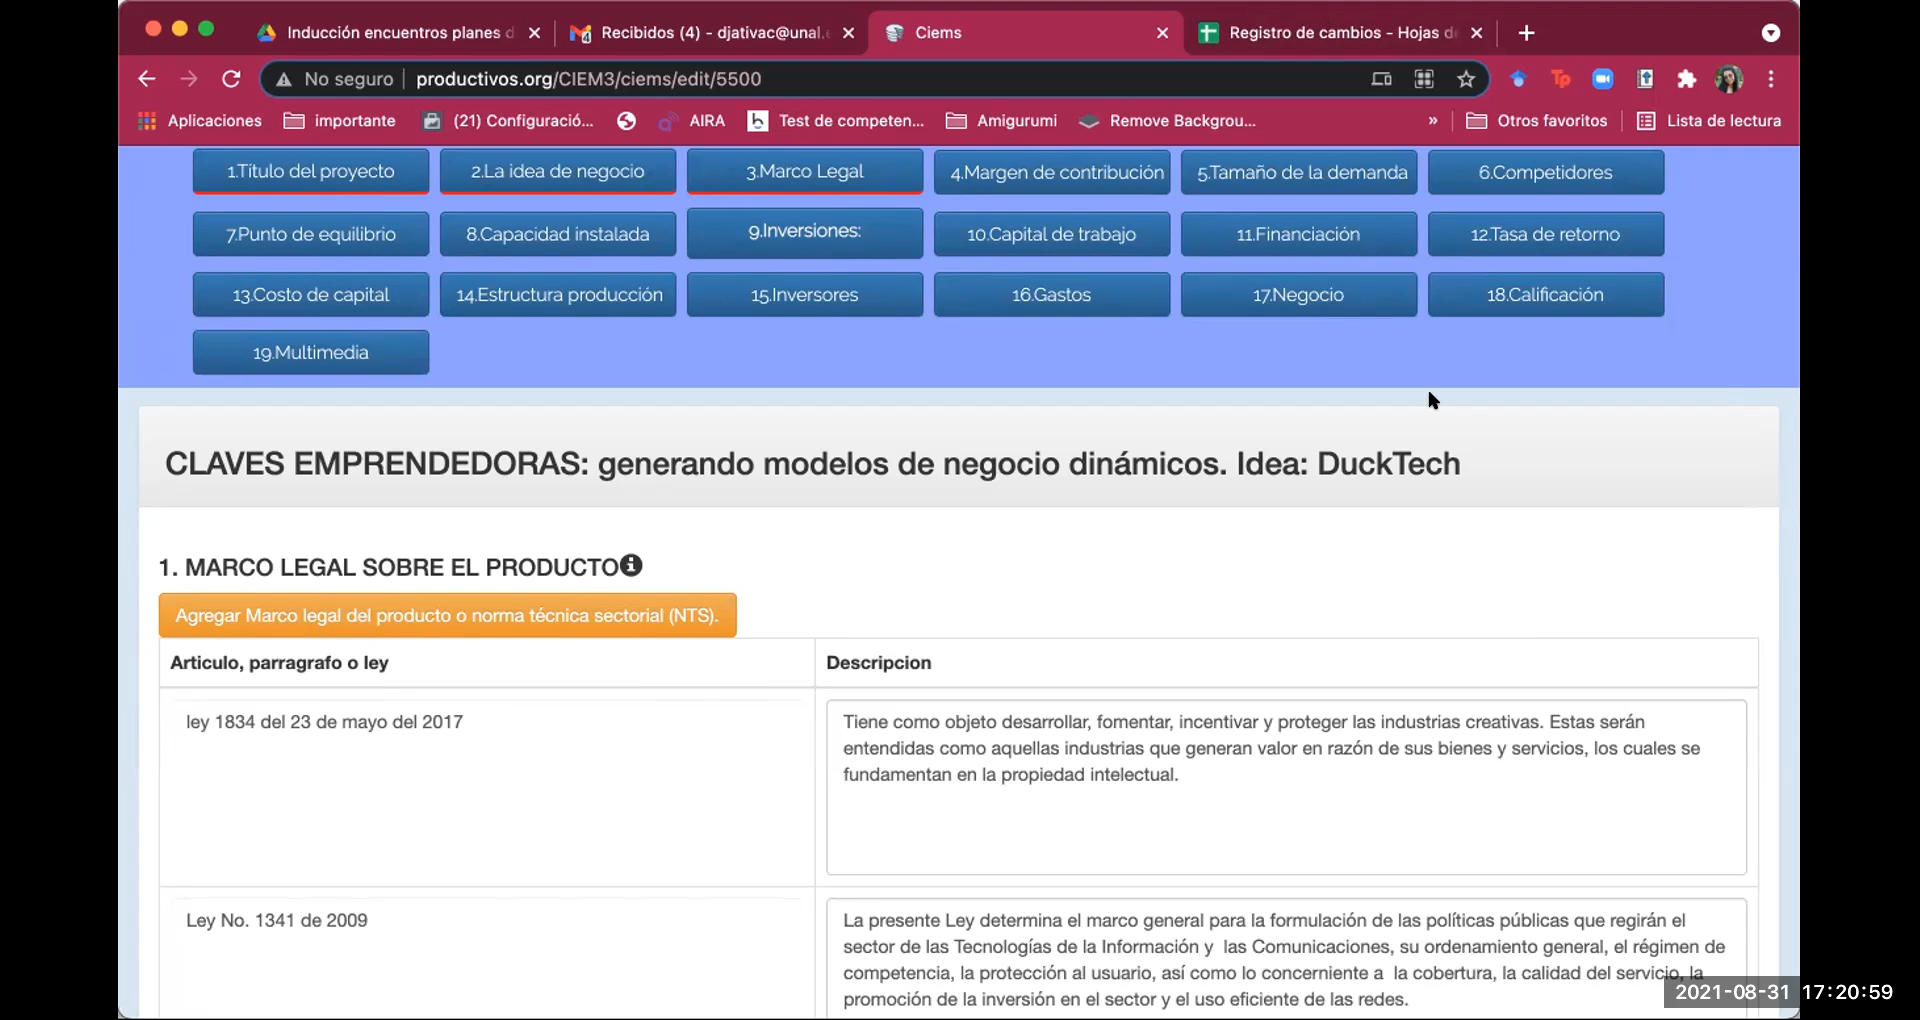 Inducción encuentros planes d
Recibidos (4) - djativac@unal.
Ciems
Registro de cambios - Hojas d
No seguro
productivos.org/CIEM3/ciems/edit/5500
Aplicaciones
importante
(21) Configuració...
AIRA
Test de competen...
Amigurumi
Remove Backgrou...
»
Otros favoritos
Lista de lectura
1.Título del proyecto
2.La idea de negocio
3.Marco Legal
4.Margen de contribución
5.Tamaño de la demanda
6.Competidores
7.Punto de equilibrio
8.Capacidad instalada
9.Inversiones:
10.Capital de trabajo
11.Financiación
12.Tasa de retorno
13.Costo de capital
14.Estructura producción
15.Inversores
16.Gastos
17.Negocio
18.Calificación
19.Multimedia
CLAVES EMPRENDEDORAS: generando modelos de negocio dinámicos. Idea: DuckTech
1. MARCO LEGAL SOBRE EL PRODUCTO
Agregar Marco legal del producto o norma técnica sectorial (NTS).
Articulo, parragrafo o ley
Descripcion
ley 1834 del 23 de mayo del 2017
Tiene como objeto desarrollar, fomentar, incentivar y proteger las industrias creativas. Estas serán
entendidas como aquellas industrias que generan valor en razón de sus bienes y servicios, los cuales se
fundamentan en la propiedad intelectual.
Ley No. 1341 de 2009
La presente Ley determina el marco general para la formulación de las políticas públicas que regirán el
sector de las Tecnologías de la Información y las Comunicaciones, su ordenamiento general, el régimen de
competencia, la protección al usuario, así como lo concerniente a la cobertura, la calidad del servicio, la
promoción de la inversión en el sector y el uso eficiente de las redes.
2021-08-31 17:20:59